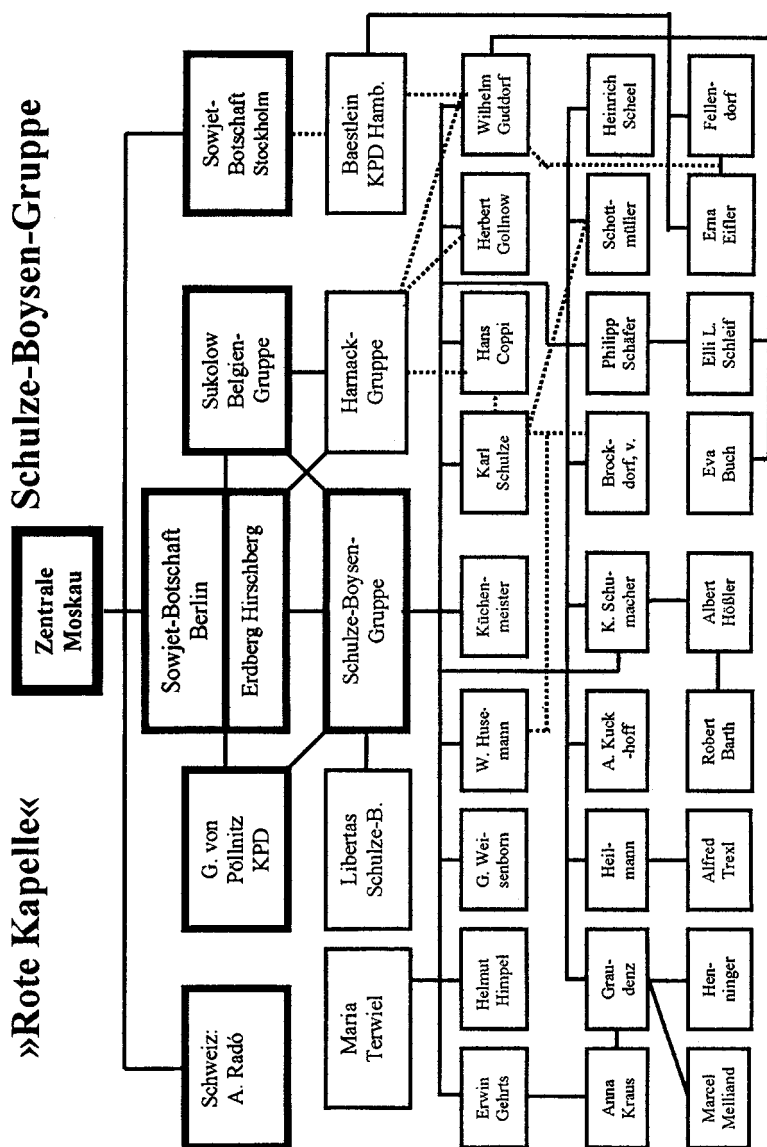 »Rote Kapelle«
Schulze-Boysen-Gruppe
Zentrale
Moskau
Schweiz:
A. Radó
G. von
Pöllnitz
KPD
Sowjet-Botschaft
Berlin
Erdberg Hirschberg
Sukolow
Belgien-
Gruppe
Sowjet-
Botschaft
Stockholm
Maria
Terwiel
Libertas
Schulze-B.
Schulze-Boysen-
Gruppe
Harnack-
Gruppe
Baestlein
KPD Hamb.
Erwin
Gehrts
Helmut
Himpel
G. Wei-
senborn
W. Huse-
mann
Küchen-
meister
Karl
Schulze
Hans
Coppi
Herbert
Gollnow
Wilhelm
Guddorf
Anna
Kraus
Grau-
denz
Heil-
mann
A. Kuck
-hoff
K. Schu-
macher
Brock-
dorf, v.
Philipp
Schäfer
Schott-
müller
Heinrich
Scheel
Marcel
Melliand
Hen-
ninger
Alfred
Trexl
Robert
Barth
Albert
Hößler
Eva
Buch
Elli L.
Schleif
Erna
Eifler
Fellen-
dorf